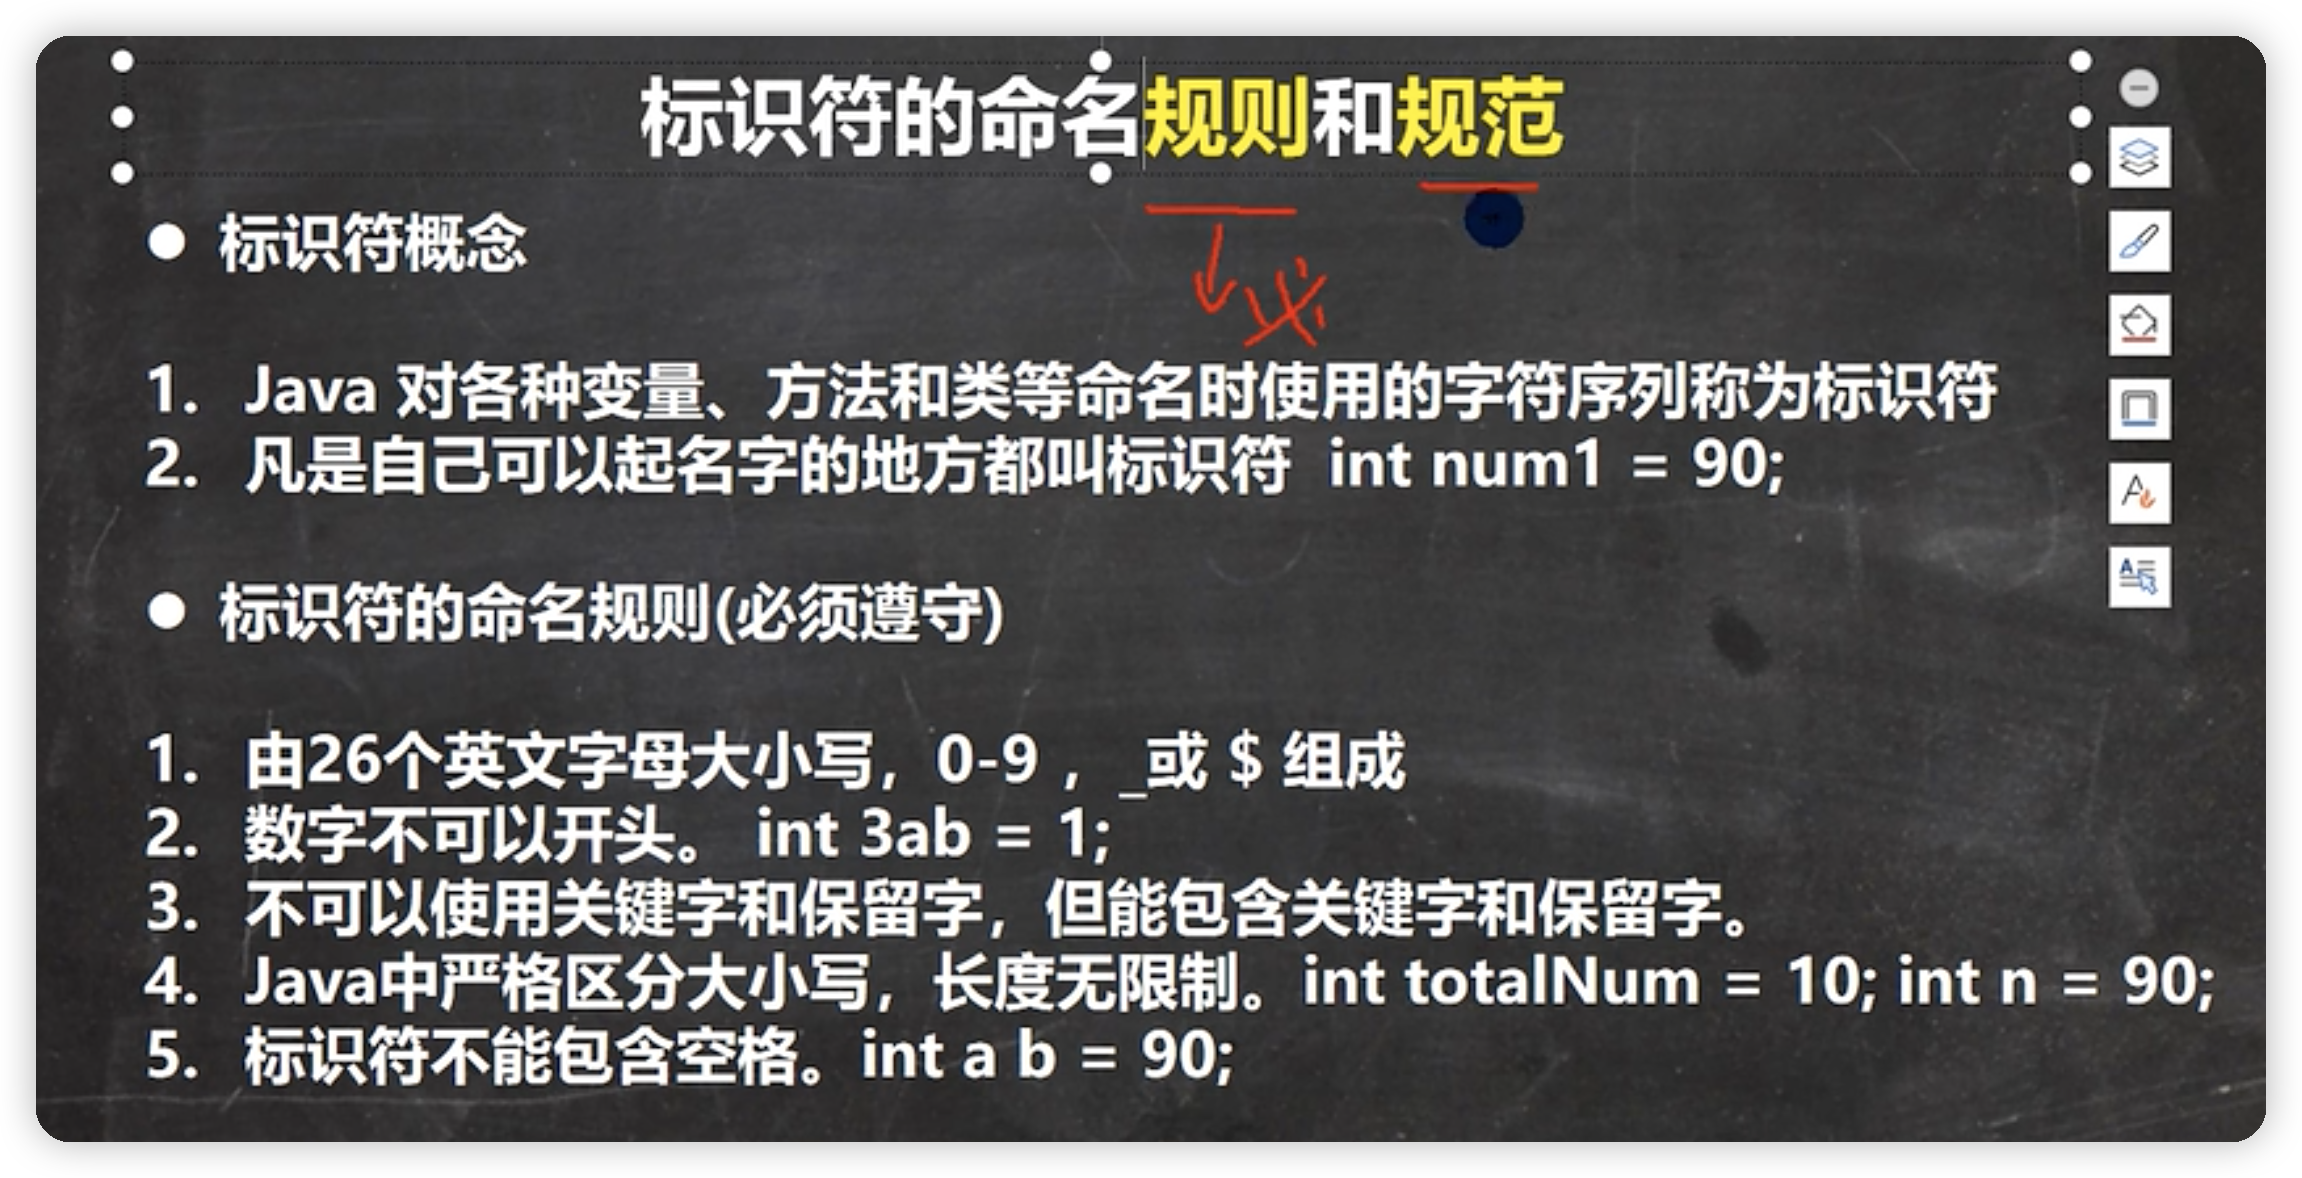 标识符的命名规则和规范
必
● 标识符概念
1. Java 对各种变量、方法和类等命名时使用的字符序列称为标识符
2. 凡是自己可以起名字的地方都叫标识符 int num1 = 90;
● 标识符的命名规则(必须遵守)
1. 由26个英文字母大小写，0-9 ，_或 $ 组成
2. 数字不可以开头。 int 3ab = 1;
3. 不可以使用关键字和保留字，但能包含关键字和保留字。
4. Java中严格区分大小写，长度无限制。int totalNum = 10; int n = 90;
5. 标识符不能包含空格。int a b = 90;